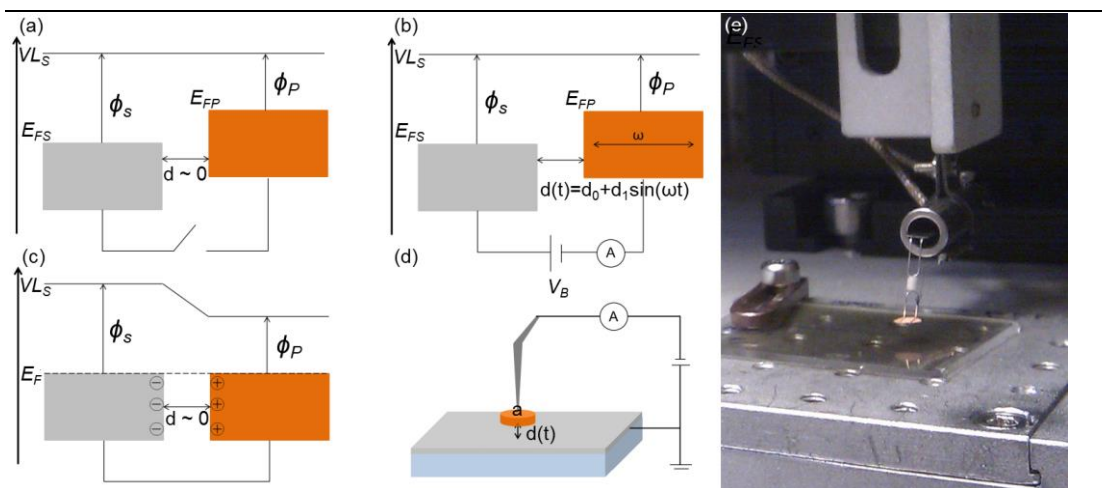 (a)
VL_S
ϕ_s
ϕ_P
E_FP
E_FS
d ~ 0
(b)
VL_S
ϕ_s
ϕ_P
E_FP
E_FS
ω
d(t)=d_0+d_1sin(ωt)
A
V_B
(c)
VL_S
ϕ_s
ϕ_P
E_F
− +
d ~ 0
− +
− +
(d)
A
a
d(t)
(e)
E_FS